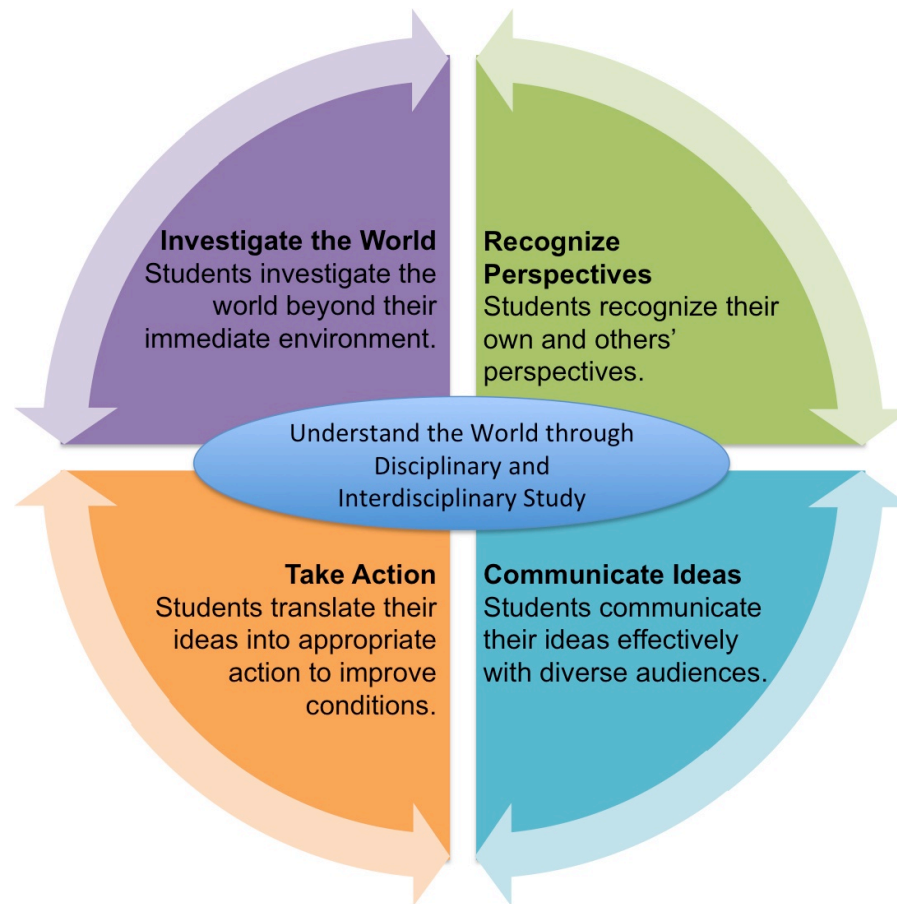 Investigate the World
Students investigate the
world beyond their
immediate environment.
Recognize
Perspectives
Students recognize their
own and others’
perspectives.
Understand the World through
Disciplinary and
Interdisciplinary Study
Take Action
Students translate their
ideas into appropriate
action to improve
conditions.
Communicate Ideas
Students communicate
their ideas effectively
with diverse audiences.